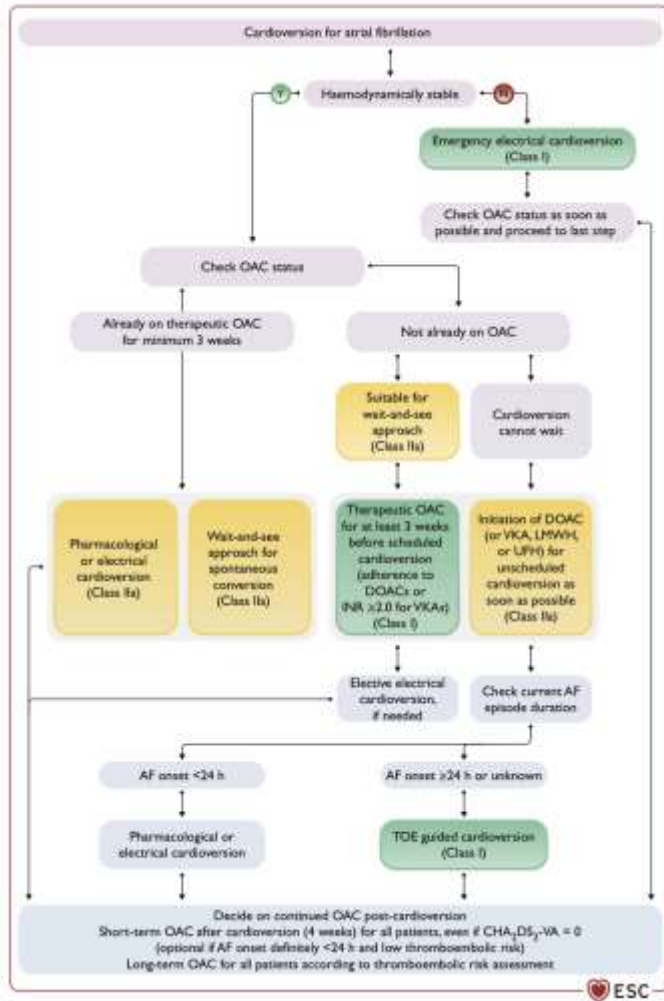 Cardioversion for atrial fibrillation
Y
Haemodynamically stable
N
Emergency electrical cardioversion
(Class I)
Check OAC status as soon as
possible and proceed to last step
Check OAC status
Already on therapeutic OAC
for minimum 3 weeks
Not already on OAC
Suitable for
wait-and-see
approach
(Class IIa)
Cardioversion
cannot wait
Pharmacological
or electrical
cardioversion
(Class IIa)
Wait-and-see
approach for
spontaneous
conversion
(Class IIa)
Therapeutic OAC
for at least 3 weeks
before scheduled
cardioversion
(adherence to
DOACs or
INR ≥2.0 for VKAs)
(Class I)
Initiation of DOAC
(or VKA, LMWH,
or UFH) for
unscheduled
cardioversion as
soon as possible
(Class IIa)
Elective electrical
cardioversion,
if needed
Check current AF
episode duration
AF onset <24 h
AF onset ≥24 h or unknown
Pharmacological or
electrical cardioversion
TOE guided cardioversion
(Class I)
Decide on continued OAC post-cardioversion
Short-term OAC after cardioversion (4 weeks) for all patients, even if CHA₂DS₂-VA = 0
(optional if AF onset definitely <24 h and low thromboembolic risk)
Long-term OAC for all patients according to thromboembolic risk assessment
ESC